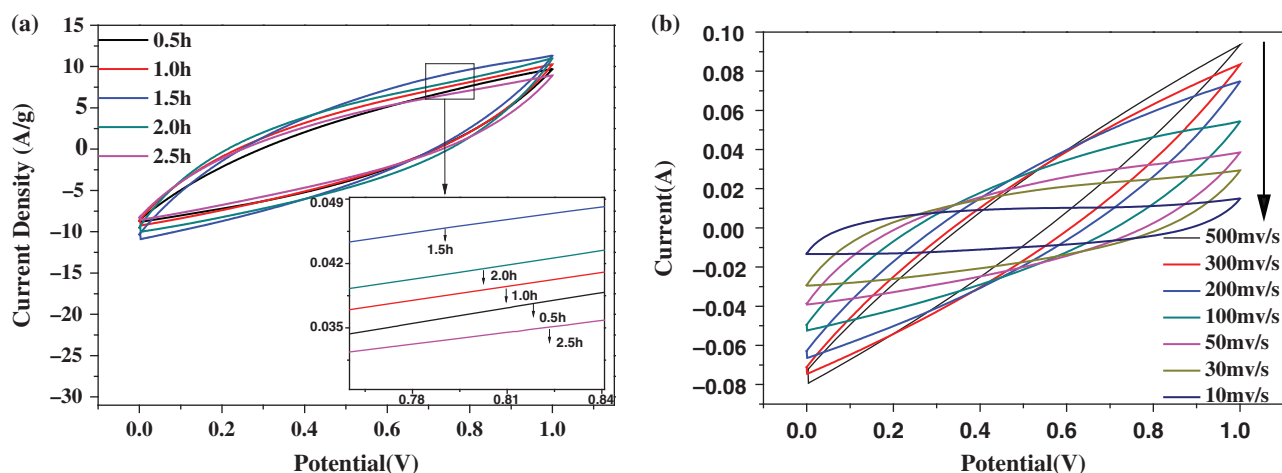 (a)
15
10
5
0
−5
−10
−15
−20
−25
−30
Current Density (A/g)
0.5h
1.0h
1.5h
2.0h
2.5h
0.049
0.042
0.035
1.5h
2.0h
1.0h
0.5h
2.5h
0.78 0.81 0.84
0.0 0.2 0.4 0.6 0.8 1.0
Potential(V)
(b)
0.10
0.08
0.06
0.04
0.02
0.00
−0.02
−0.04
−0.06
−0.08
Current(A)
500mv/s
300mv/s
200mv/s
100mv/s
50mv/s
30mv/s
10mv/s
0.0 0.2 0.4 0.6 0.8 1.0
Potential(V)